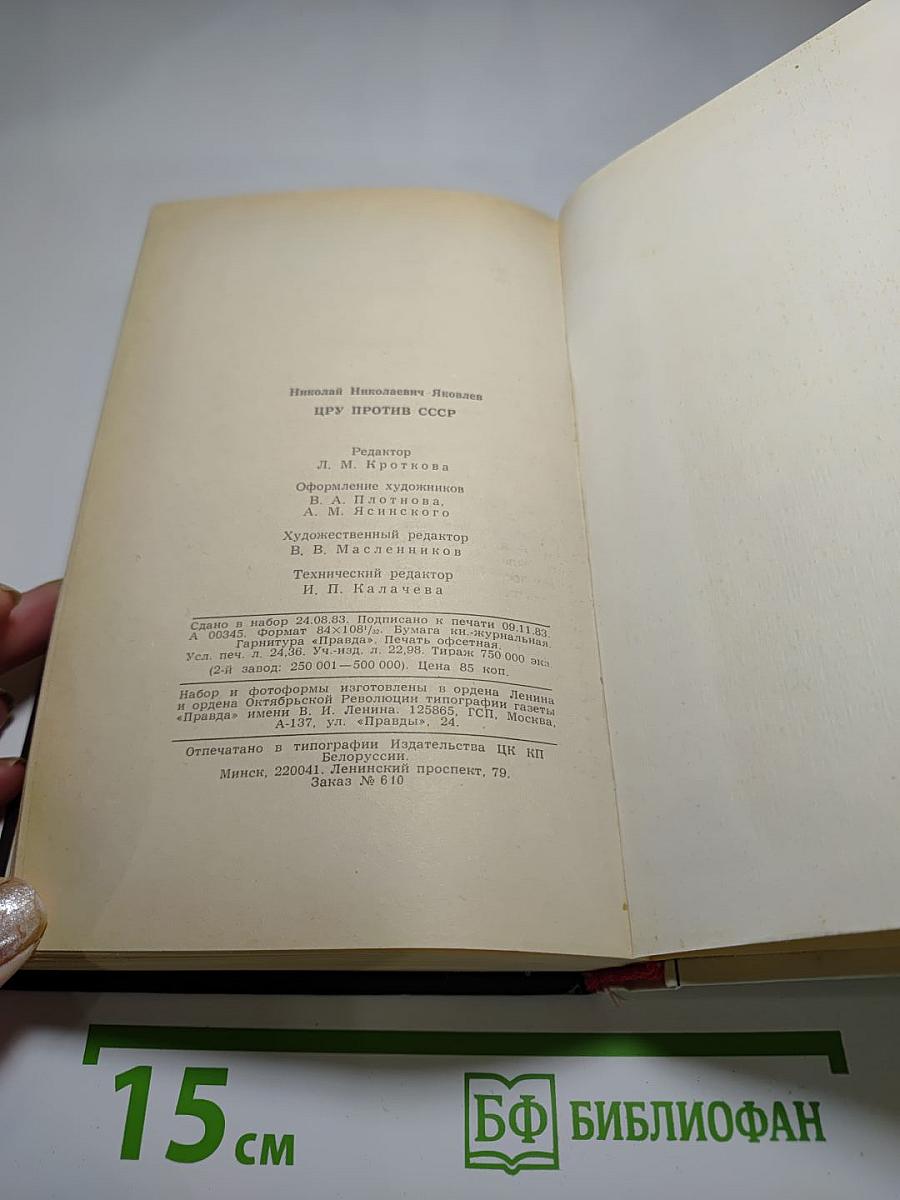 Николай Николаевич Яковлев
ЦРУ ПРОТИВ СССР
Редактор
Л. М. Кроткова
Оформление художников
В. А. Плотнова,
А. М. Ясинского
Художественный редактор
В. В. Масленников
Технический редактор
И. П. Калачева
Сдано в набор 24.08.83. Подписано к печати 09.11.83.
А 00345. Формат 84×108¹/₃₂. Бумага кн.-журнальная.
Гарнитура «Правда». Печать офсетная.
Усл. печ. л. 24,36. Уч.-изд. л. 22,98. Тираж 750 000 экз.
(2-й завод: 250 001—500 000). Цена 85 коп.
Набор и фотоформы изготовлены в ордена Ленина
и ордена Октябрьской Революции типографии газеты
«Правда» имени В. И. Ленина. 125865, ГСП, Москва,
А-137, ул. «Правды», 24.
Отпечатано в типографии Издательства ЦК КП
Белоруссии.
Минск, 220041. Ленинский проспект, 79.
Заказ № 610
15 см
БФ БИБЛИОФАН